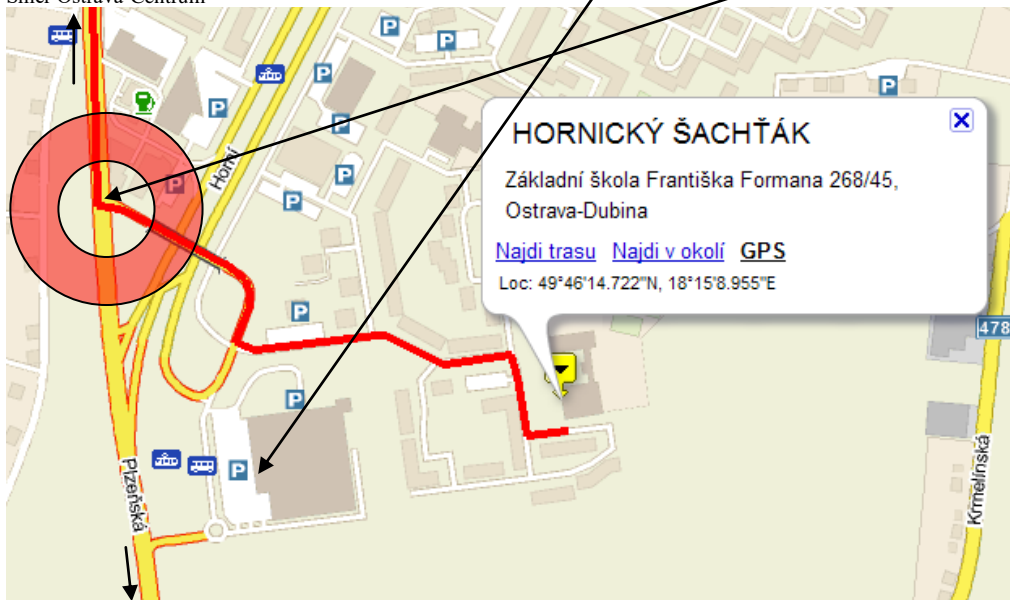 Směr Ostrava-Centrum
P
P
P
P
P
P
HORNICKÝ ŠACHŤÁK
P
P
Horní
Základní škola Františka Formana 268/45,
P
Ostrava-Dubina
Najdi trasu Najdi v okolí GPS
Loc: 49°46'14.722"N, 18°15'8.955"E
P
478
P
P
Plzeňská
Krmelínská